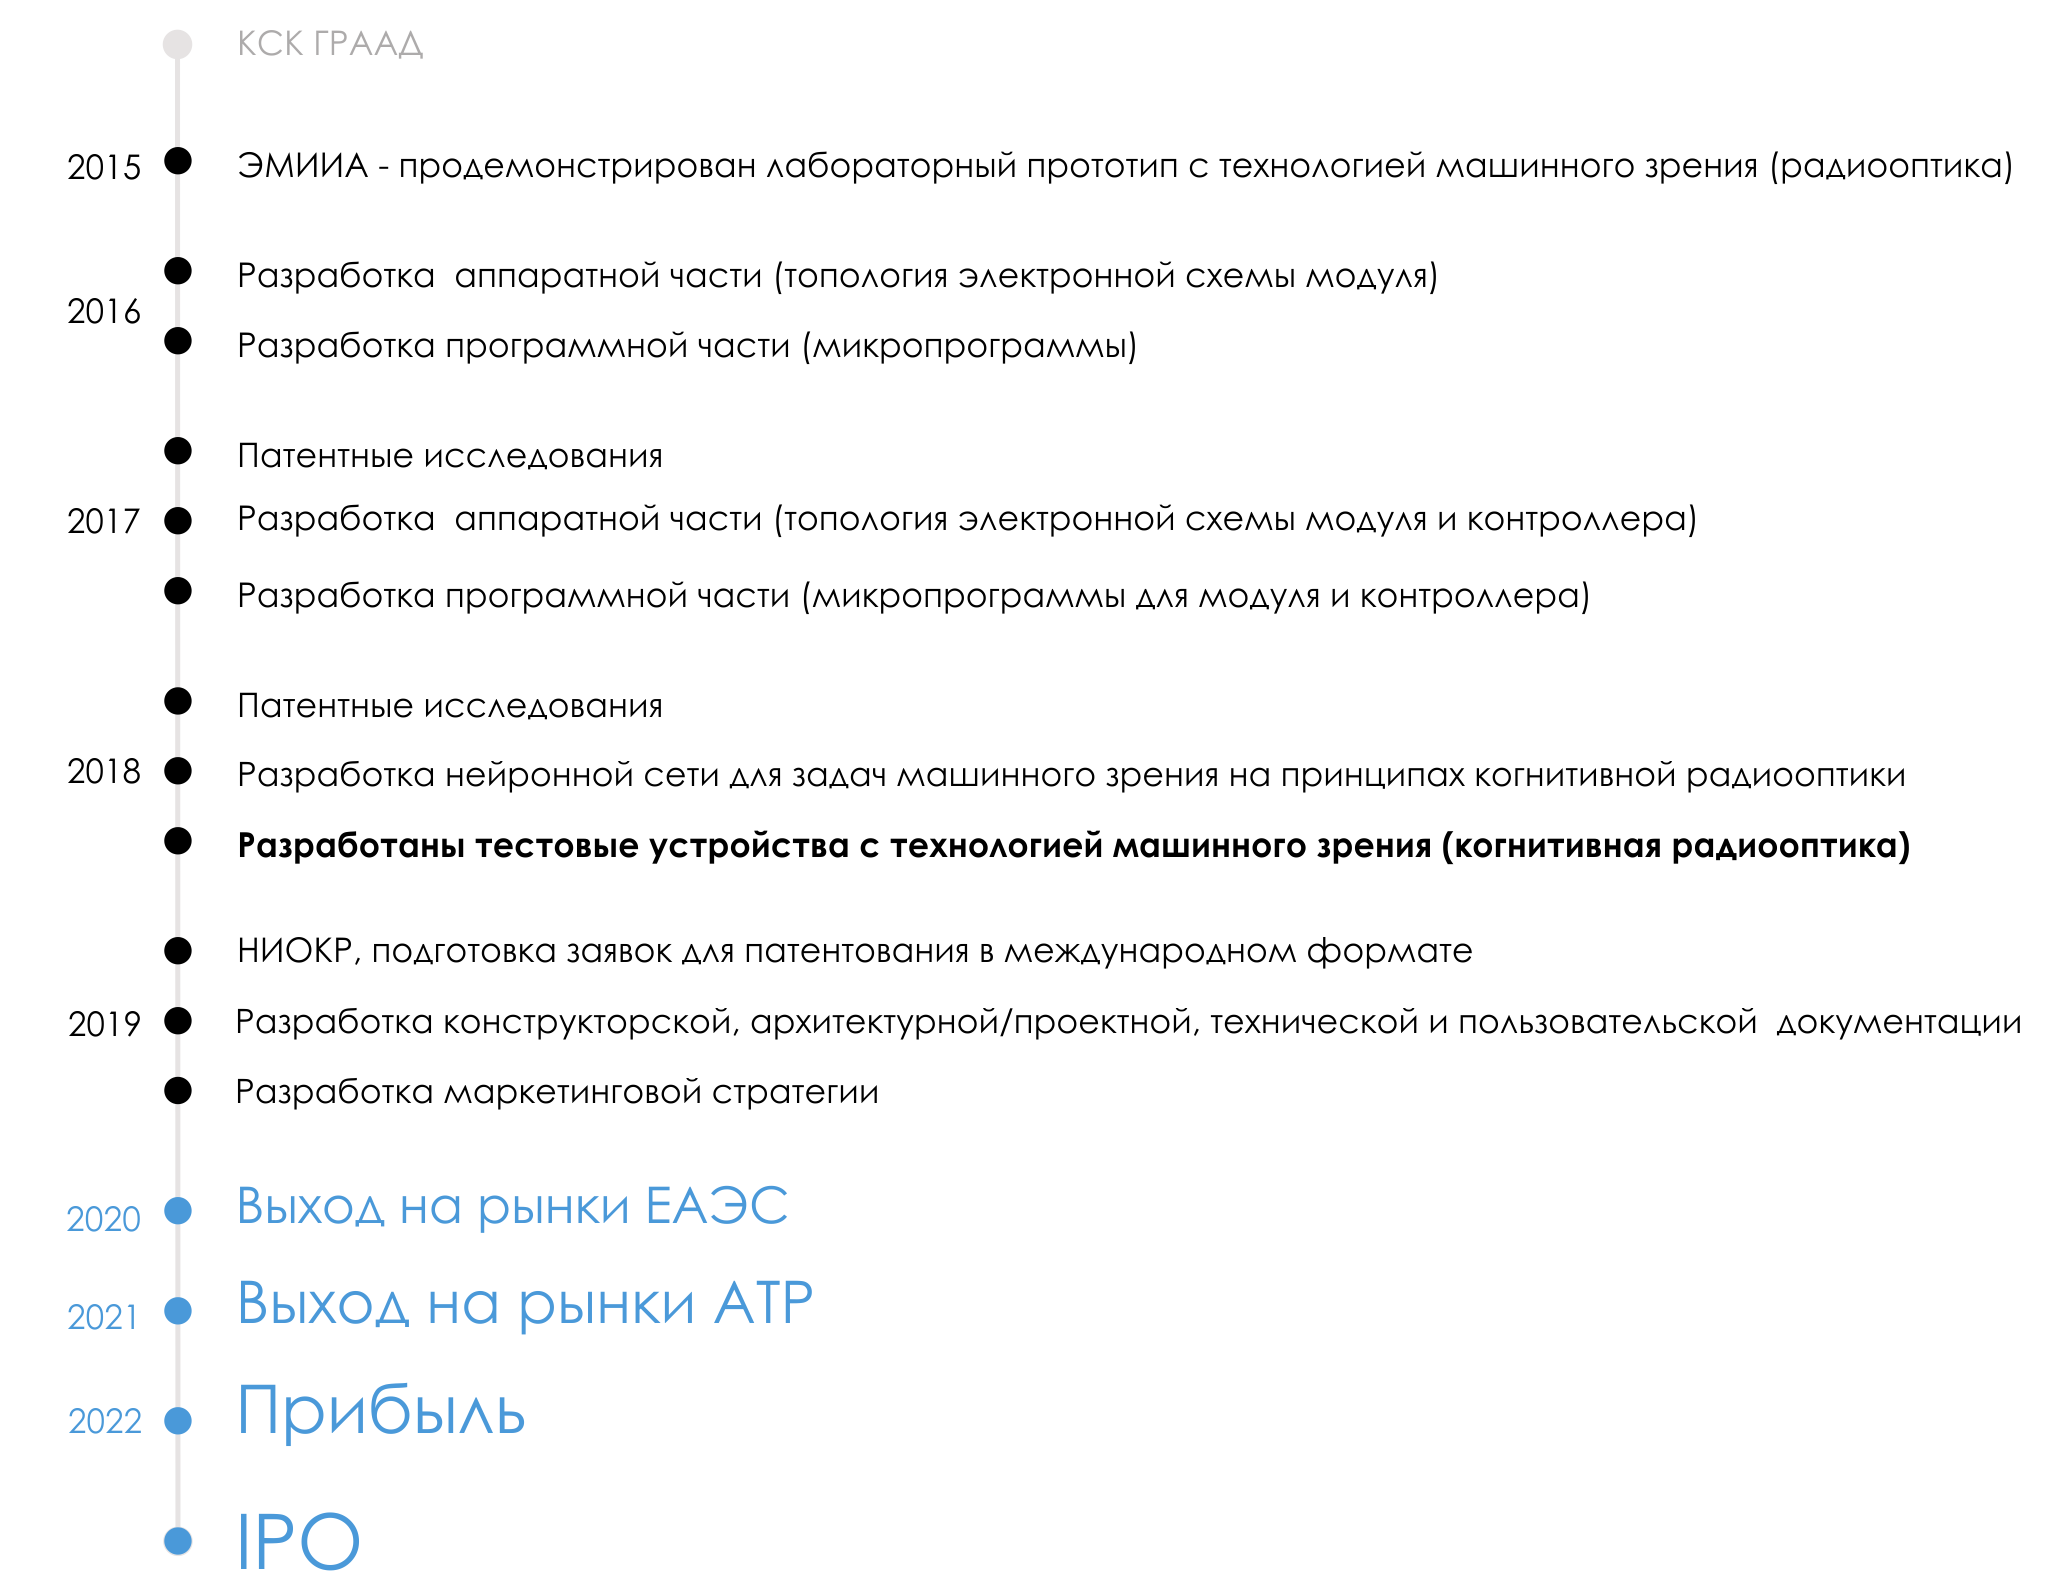 КСК ГРААД
2015
ЭМИИА - продемонстрирован лабораторный прототип с технологией машинного зрения (радиооптика)
2016
Разработка  аппаратной части (топология электронной схемы модуля)
Разработка программной части (микропрограммы)
Патентные исследования
2017
Разработка  аппаратной части (топология электронной схемы модуля и контроллера)
Разработка программной части (микропрограммы для модуля и контроллера)
Патентные исследования
2018
Разработка нейронной сети для задач машинного зрения на принципах когнитивной радиооптики
Разработаны тестовые устройства с технологией машинного зрения (когнитивная радиооптика)
НИОКР, подготовка заявок для патентования в международном формате
2019
Разработка конструкторской, архитектурной/проектной, технической и пользовательской  документации
Разработка маркетинговой стратегии
2020
Выход на рынки ЕАЭС
2021
Выход на рынки АТР
2022
Прибыль
IPO